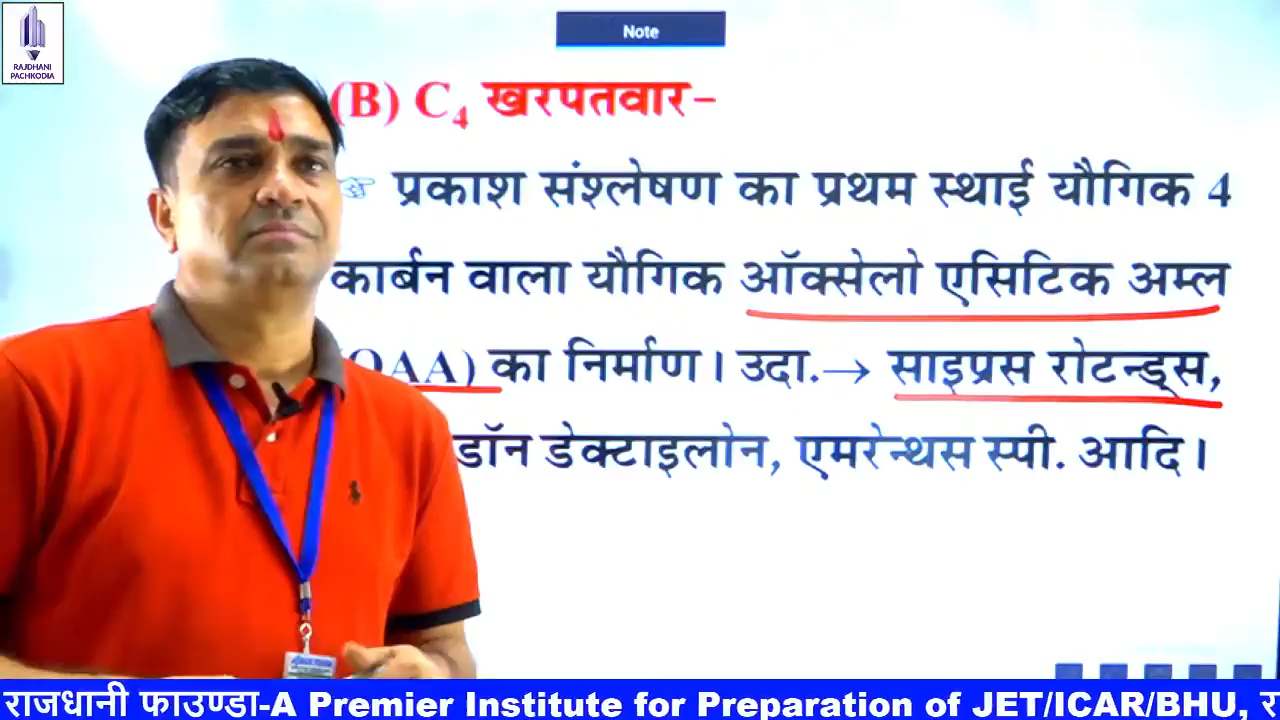 RAJDHANI
PACHKODIA
Note
(B) C₄ खरपतवार–
☞ प्रकाश संश्लेषण का प्रथम स्थाई यौगिक 4
कार्बन वाला यौगिक ऑक्सेलो एसिटिक अम्ल
(OAA) का निर्माण। उदा.→ साइप्रस रोटन्ड्स,
डॉन डेक्टाइलोन, एमरेन्थस स्पी. आदि।
राजधानी फाउण्डा-A Premier Institute for Preparation of JET/ICAR/BHU,